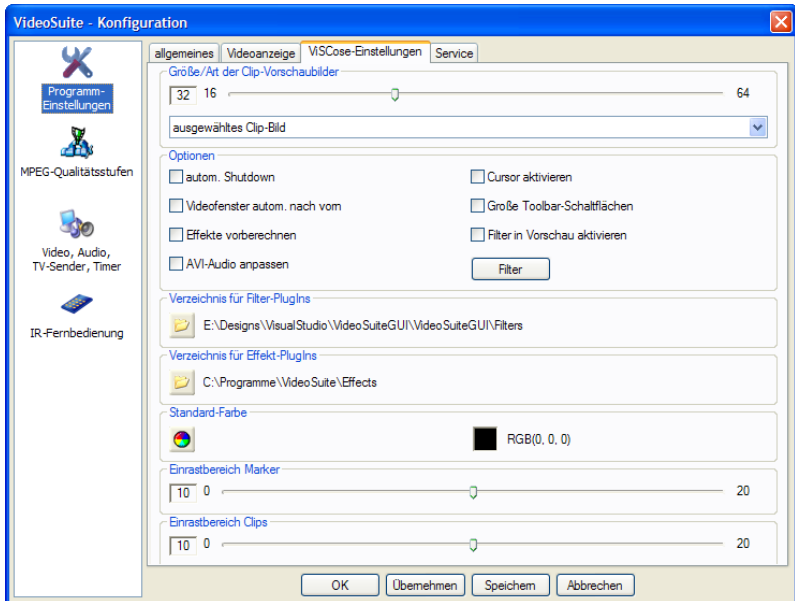 VideoSuite - Konfiguration
Programm-
Einstellungen
MPEG-Qualitätsstufen
Video, Audio,
TV-Sender, Timer
IR-Fernbedienung
allgemeines Videoanzeige ViSCose-Einstellungen Service
Größe/Art der Clip-Vorschaubilder
32 16 64
ausgewähltes Clip-Bild
Optionen
autom. Shutdown Cursor aktivieren
Videofenster autom. nach vorn Große Toolbar-Schaltflächen
Effekte vorberechnen Filter in Vorschau aktivieren
AVI-Audio anpassen Filter
Verzeichnis für Filter-PlugIns
E:\Designs\VisualStudio\VideoSuiteGUI\VideoSuiteGUI\Filters
Verzeichnis für Effekt-PlugIns
C:\Programme\VideoSuite\Effects
Standard-Farbe
RGB(0, 0, 0)
Einrastbereich Marker
10 0 20
Einrastbereich Clips
10 0 20
OK Übernehmen Speichern Abbrechen